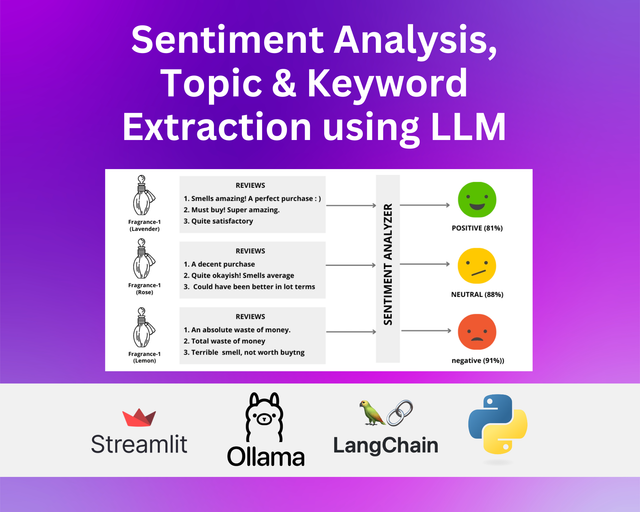 Sentiment Analysis,
Topic & Keyword
Extraction using LLM
Fragrance-1
(Lavender)
REVIEWS
1. Smells amazing! A perfect purchase : )
2. Must buy! Super amazing.
3. Quite satisfactory
POSITIVE (81%)
Fragrance-1
(Rose)
REVIEWS
1. A decent purchase
2. Quite okayish! Smells average
3. Could have been better in lot terms
SENTIMENT ANALYZER
NEUTRAL (88%)
Fragrance-1
(Lemon)
REVIEWS
1. An absolute waste of money.
2. Total waste of money
3. Terrible smell, not worth buytng
negative (91%))
Streamlit
Ollama
LangChain